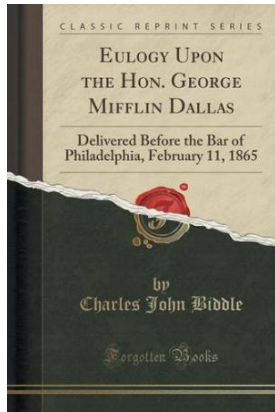 CLASSIC REPRINT SERIES
EULOGY UPON
THE HON. GEORGE
MIFFLIN DALLAS
Delivered Before the Bar of
Philadelphia, February 11, 1865
by
Charles John Biddle
Forgotten Books